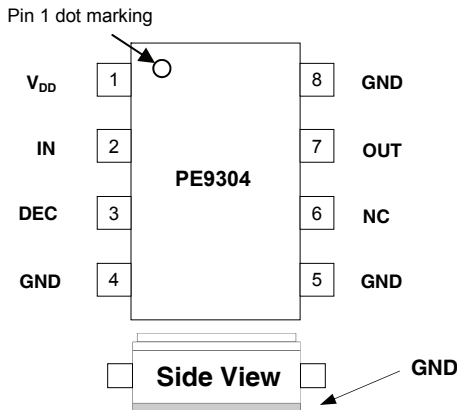 Pin 1 dot marking
VDD 1 8 GND
IN 2 7 OUT
PE9304
DEC 3 6 NC
GND 4 5 GND
Side View
GND